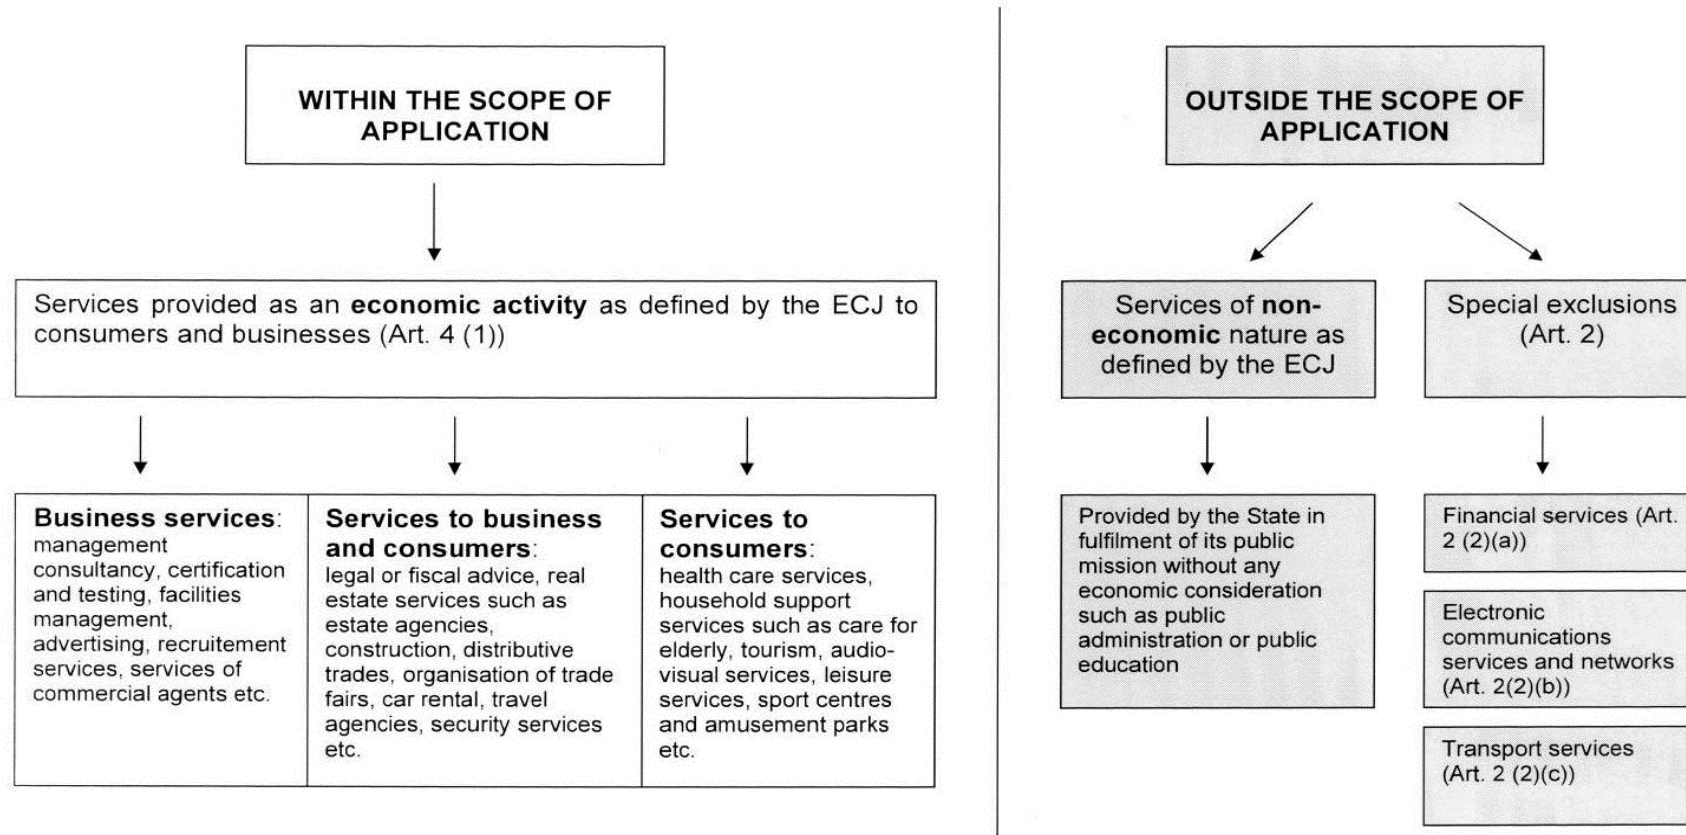 WITHIN THE SCOPE OF
APPLICATION
Services provided as an economic activity as defined by the ECJ to
consumers and businesses (Art. 4 (1))
Business services:
management
consultancy, certification
and testing, facilities
management,
advertising, recruitement
services, services of
commercial agents etc.
Services to business
and consumers:
legal or fiscal advice, real
estate services such as
estate agencies,
construction, distributive
trades, organisation of trade
fairs, car rental, travel
agencies, security services
etc.
Services to
consumers:
health care services,
household support
services such as care for
elderly, tourism, audio-
visual services, leisure
services, sport centres
and amusement parks
etc.
OUTSIDE THE SCOPE OF
APPLICATION
Services of non-
economic nature as
defined by the ECJ
Provided by the State in
fulfilment of its public
mission without any
economic consideration
such as public
administration or public
education
Special exclusions
(Art. 2)
Financial services (Art.
2 (2)(a))
Electronic
communications
services and networks
(Art. 2(2)(b))
Transport services
(Art. 2 (2)(c))